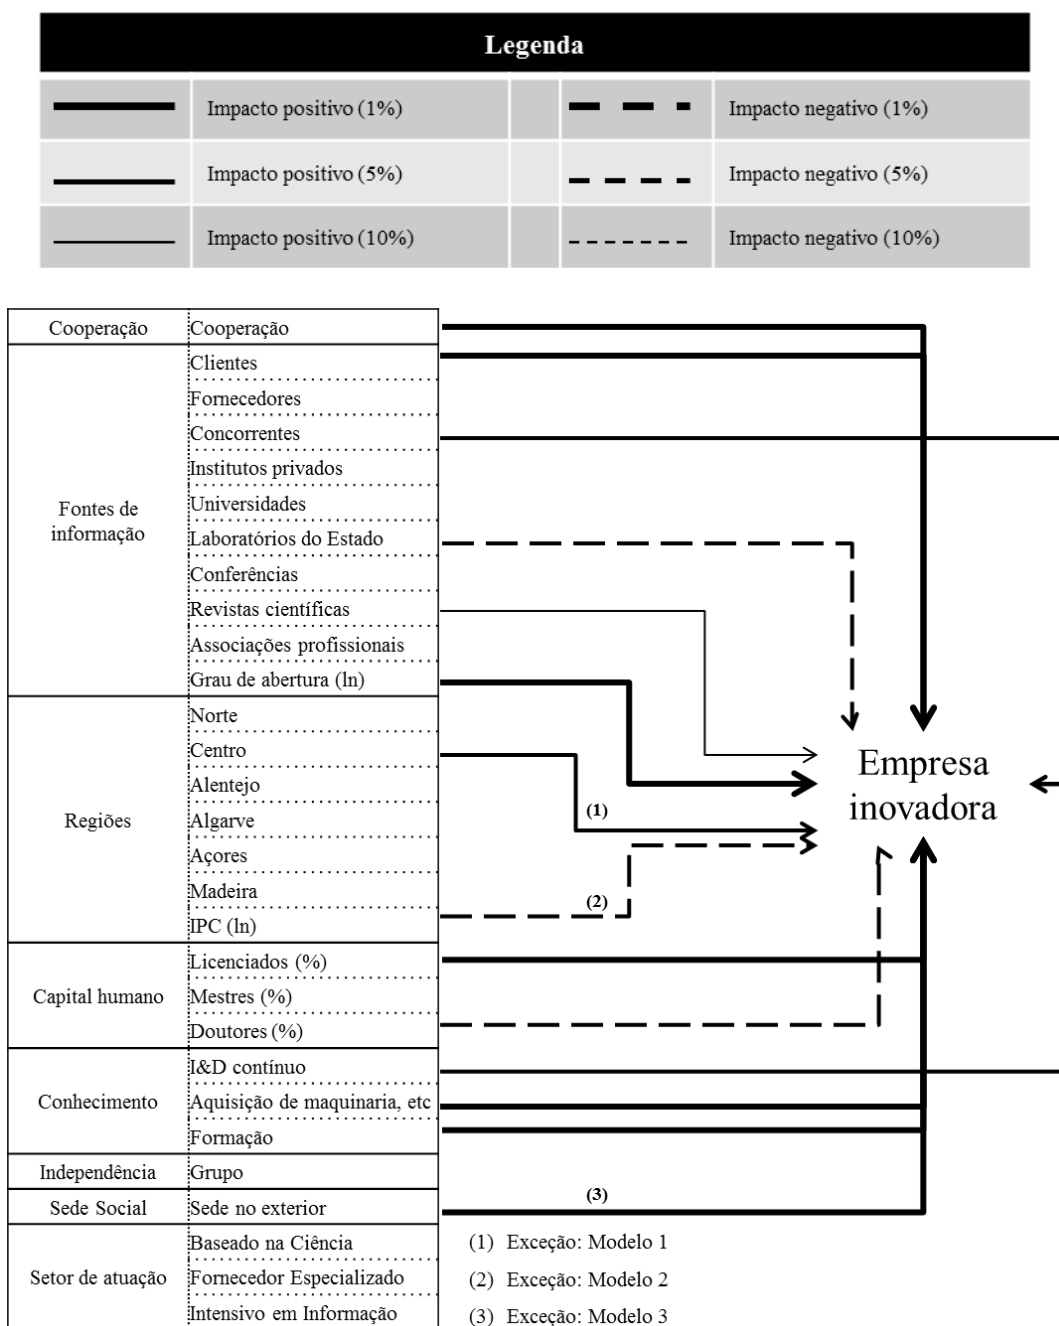 Legenda
Impacto positivo (1%)
Impacto negativo (1%)
Impacto positivo (5%)
Impacto negativo (5%)
Impacto positivo (10%)
Impacto negativo (10%)
Cooperação
Cooperação
Fontes de
informação
Clientes
Fornecedores
Concorrentes
Institutos privados
Universidades
Laboratórios do Estado
Conferências
Revistas científicas
Associações profissionais
Grau de abertura (ln)
Regiões
Norte
Centro
Alentejo
Algarve
Açores
Madeira
IPC (ln)
Capital humano
Licenciados (%)
Mestres (%)
Doutores (%)
Conhecimento
I&D contínuo
Aquisição de maquinaria, etc
Formação
Independência
Grupo
Sede Social
Sede no exterior
Setor de atuação
Baseado na Ciência
Fornecedor Especializado
Intensivo em Informação
(1)
(2)
(3)
Empresa
inovadora
(1) Exceção: Modelo 1
(2) Exceção: Modelo 2
(3) Exceção: Modelo 3